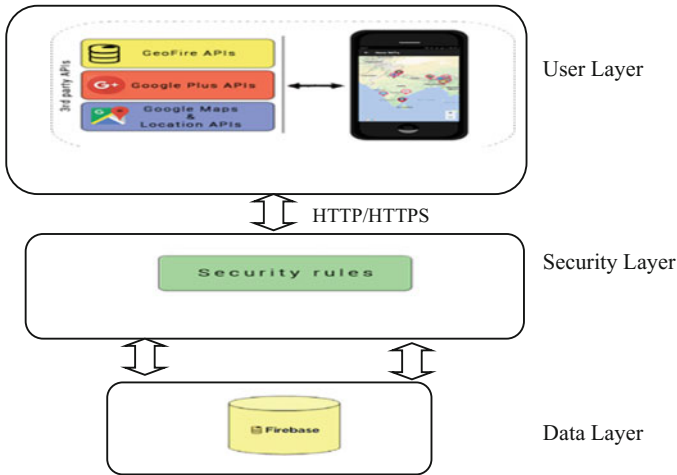 3rd party APIs
GeoFire APIs
G+ Google Plus APIs
Google Maps
&
Location APIs
User Layer
HTTP/HTTPS
Security rules
Security Layer
Firebase
Data Layer